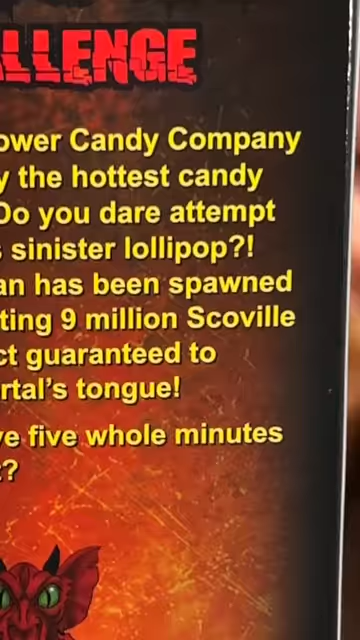 LLENGE
ower Candy Company
y the hottest candy
Do you dare attempt
s sinister lollipop?!
an has been spawned
ting 9 million Scoville
ct guaranteed to
rtal's tongue!
ve five whole minutes
t?